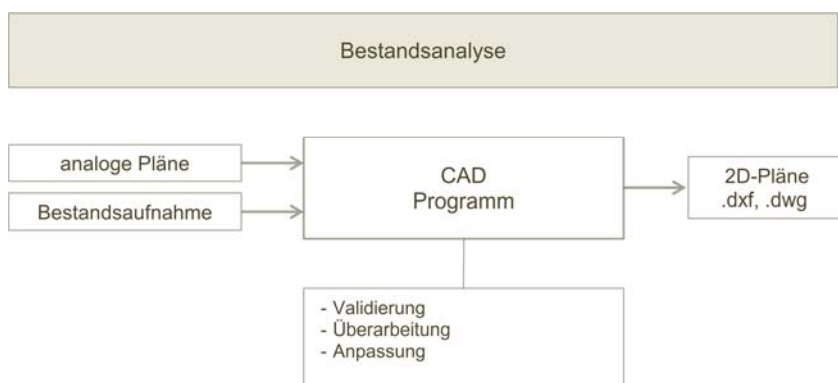 Bestandsanalyse
analoge Pläne
Bestandsaufnahme
CAD
Programm
2D-Pläne
.dxf, .dwg
- Validierung
- Überarbeitung
- Anpassung